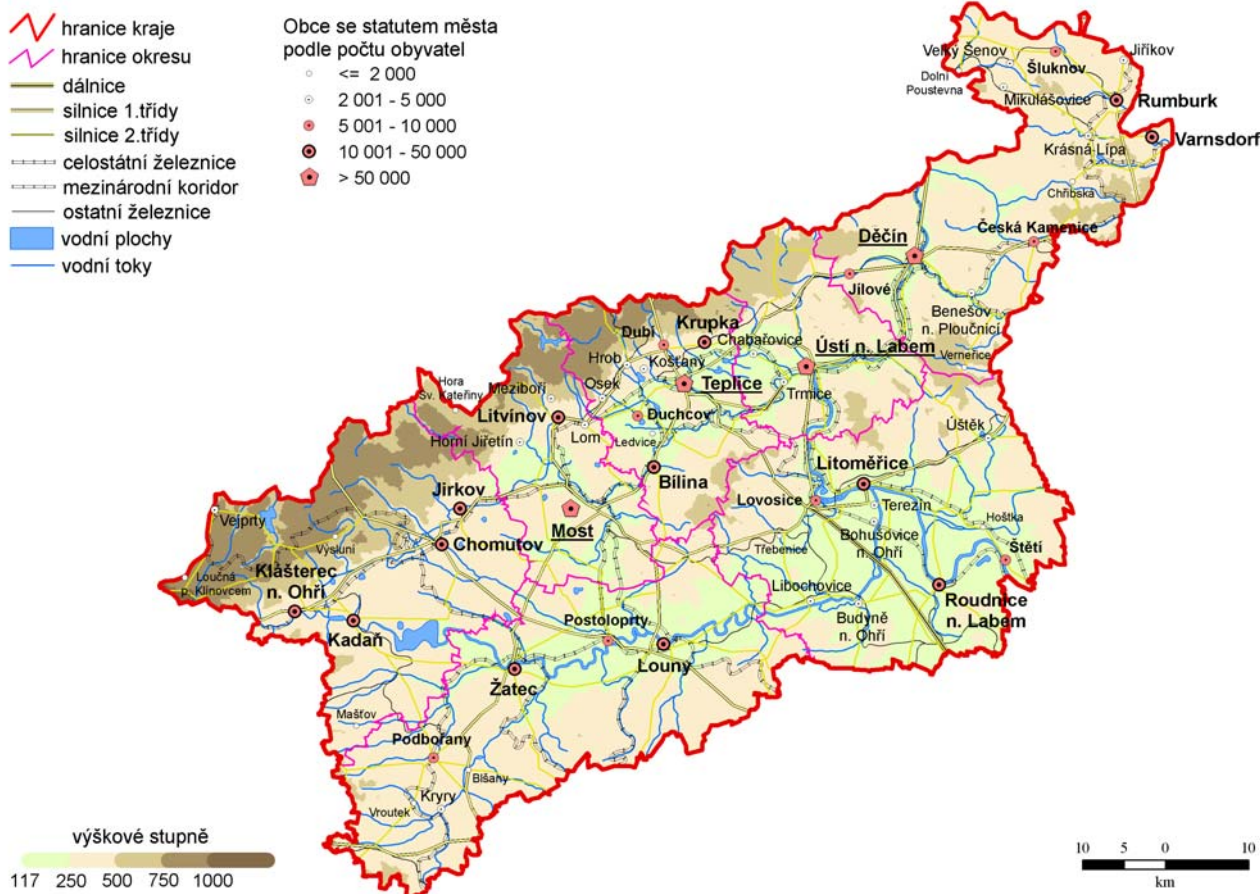 hranice kraje
hranice okresu
dálnice
silnice 1.třídy
silnice 2.třídy
celostátní železnice
mezinárodní koridor
ostatní železnice
vodní plochy
vodní toky
Obce se statutem města
podle počtu obyvatel
<= 2 000
2 001 - 5 000
5 001 - 10 000
10 001 - 50 000
> 50 000
Velký Šenov
Jiříkov
Šluknov
Dolní
Poustevna
Mikulášovice
Rumburk
Varnsdorf
Krásná Lípa
Chřibská
Česká Kamenice
Děčín
Jílové
Benešov
n. Ploučnicí
Verneřice
Krupka
Dubí
Chabařovice
Ústí n. Labem
Hrob
Košťany
Teplice
Trmice
Osek
Hora
Sv. Kateřiny
Meziboří
Litvínov
Duchcov
Lom
Ledvice
Horní Jiřetín
Úštěk
Bílina
Litoměřice
Jirkov
Lovosice
Terezín
Most
Hoštka
Vejprty
Bohušovice
n. Ohří
Výsluní
Chomutov
Třebenice
Štětí
Loučná
p. Klínovcem
Klášterec
n. Ohří
Libochovice
Roudnice
n. Labem
Budyně
n. Ohří
Kadaň
Postoloprty
Louny
Žatec
Mašťov
Podbořany
Blšany
Kryry
Vroutek
výškové stupně
117 250 500 750 1000
10 5 0 10
km